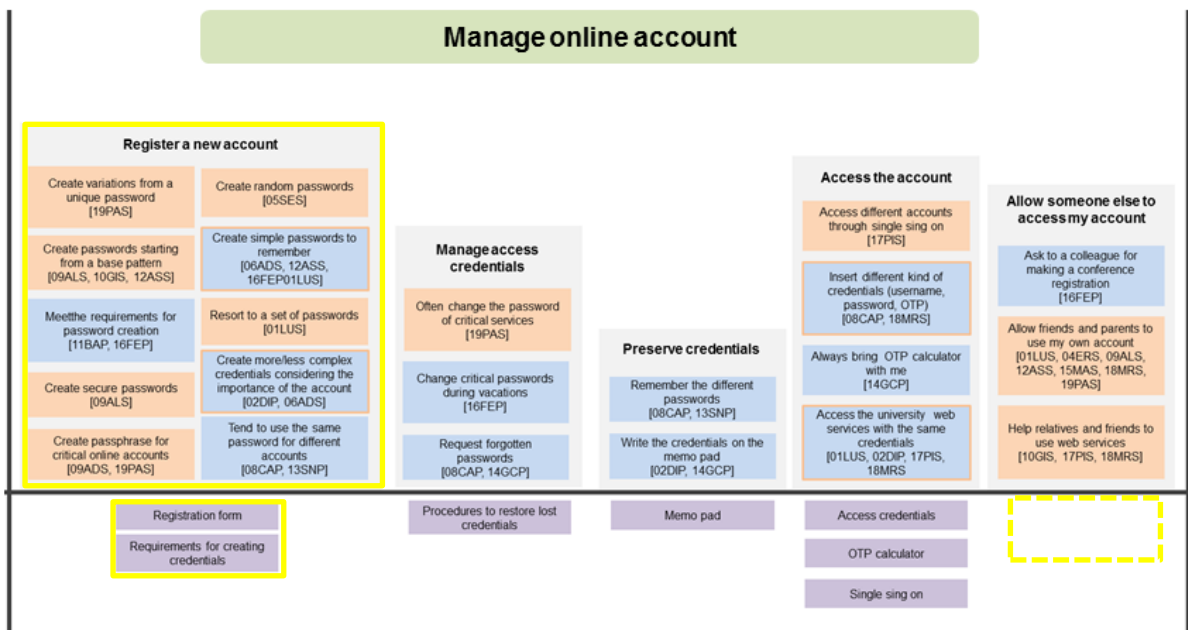 Manage online account
Register a new account
Create variations from a
unique password
[19PAS]
Create passwords starting
from a base pattern
[09ALS, 10GIS, 12ASS]
Meetthe requirements for
password creation
[11BAP, 16FEP]
Create secure passwords
[09ALS]
Create passphrase for
critical online accounts
[09ADS, 19PAS]
Create random passwords
[05SES]
Create simple passwords to
remember
[06ADS, 12ASS,
16FEP01LUS]
Resort to a set of passwords
[01LUS]
Create more/less complex
credentials considering the
importance of the account
[02DIP, 06ADS]
Tend to use the same
password for different
accounts
[08CAP, 13SNP]
Manage access
credentials
Often change the password
of critical services
[19PAS]
Change critical passwords
during vacations
[16FEP]
Request forgotten
passwords
[08CAP, 14GCP]
Preserve credentials
Remember the different
passwords
[08CAP, 13SNP]
Write the credentials on the
memo pad
[02DIP, 14GCP]
Access the account
Access different accounts
through single sing on
[17PIS]
Insert different kind of
credentials (username,
password, OTP)
[08CAP, 18MRS]
Always bring OTP calculator
with me
[14GCP]
Access the university web
services with the same
credentials
[01LUS, 02DIP, 17PIS,
18MRS
Allow someone else to
access my account
Ask to a colleague for
making a conference
registration
[16FEP]
Allow friends and parents to
use my own account
[01LUS, 04ERS, 09ALS,
12ASS, 15MAS, 18MRS,
19PAS]
Help relatives and friends to
use web services
[10GIS, 17PIS, 18MRS]
Registration form
Requirements for creating
credentials
Procedures to restore lost
credentials
Memo pad
Access credentials
OTP calculator
Single sing on